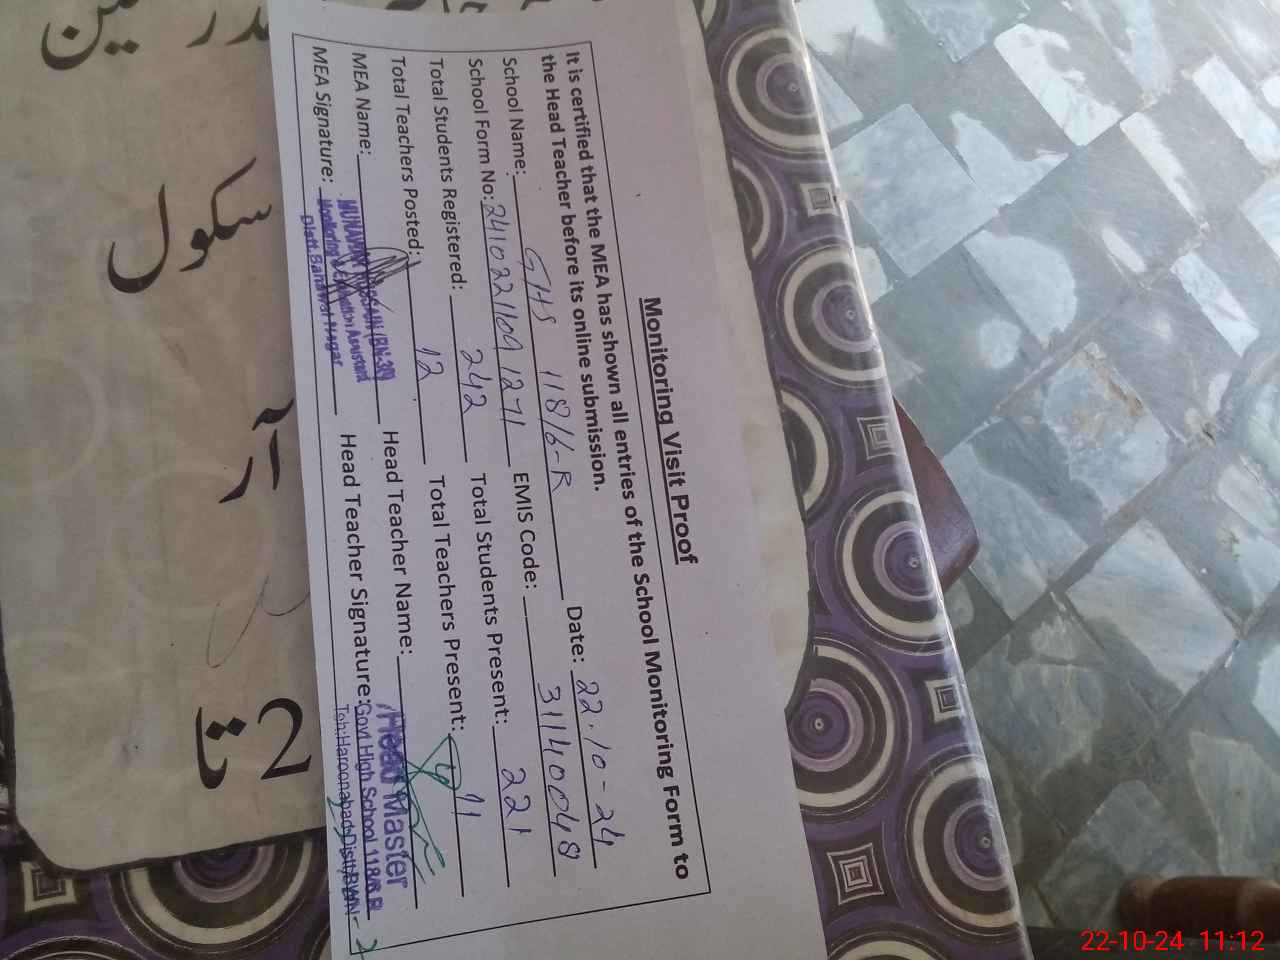 Monitoring Visit Proof
It is certified that the MEA has shown all entries of the School Monitoring Form to
the Head Teacher before its online submission.
School Name: GHS 118/6-R Date: 22-10-24
School Form No: 2410221109 1271 EMIS Code: 31140048
Total Students Registered: 242 Total Students Present: 221
Total Teachers Posted: 12 Total Teachers Present: 11
MEA Name: Head Teacher Name:
MEA Signature: Head Teacher Signature:
Head Master
Govt High School 118/6.R
Teh: Haroonabad Distt; BWN
سکول
آر
2 تا
22-10-24 11:12